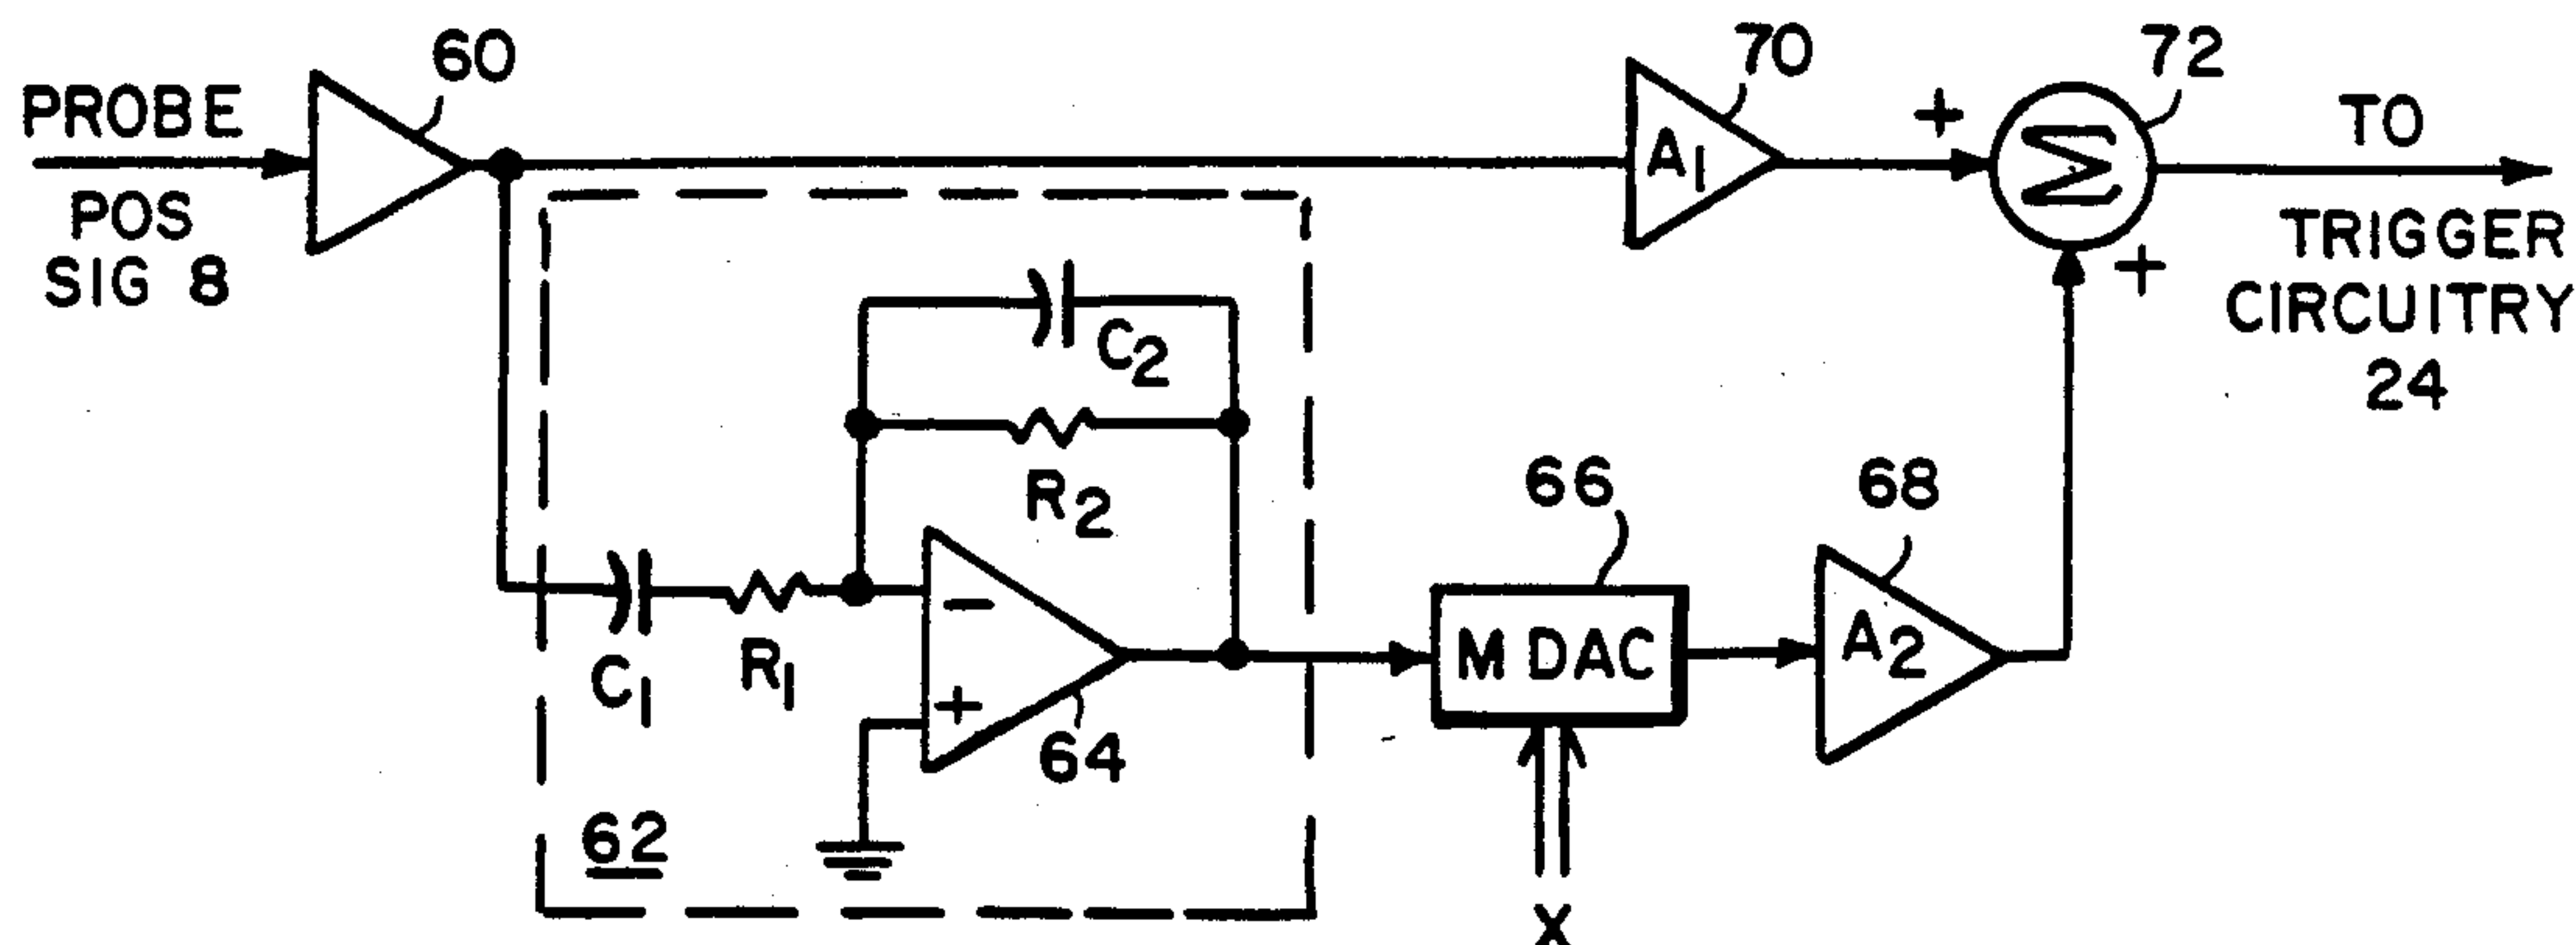 60
70
72
PROBE
POS
SIG 8
A1
+
Σ
+
TO
TRIGGER
CIRCUITRY
24
C2
R2
C1
R1
−
+
64
62
66
M DAC
68
A2
X